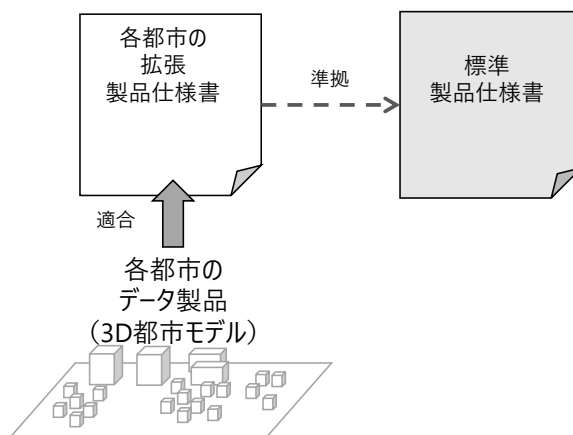 各都市の
拡張
製品仕様書
準拠
標準
製品仕様書
適合
各都市の
データ製品
（3D都市モデル）